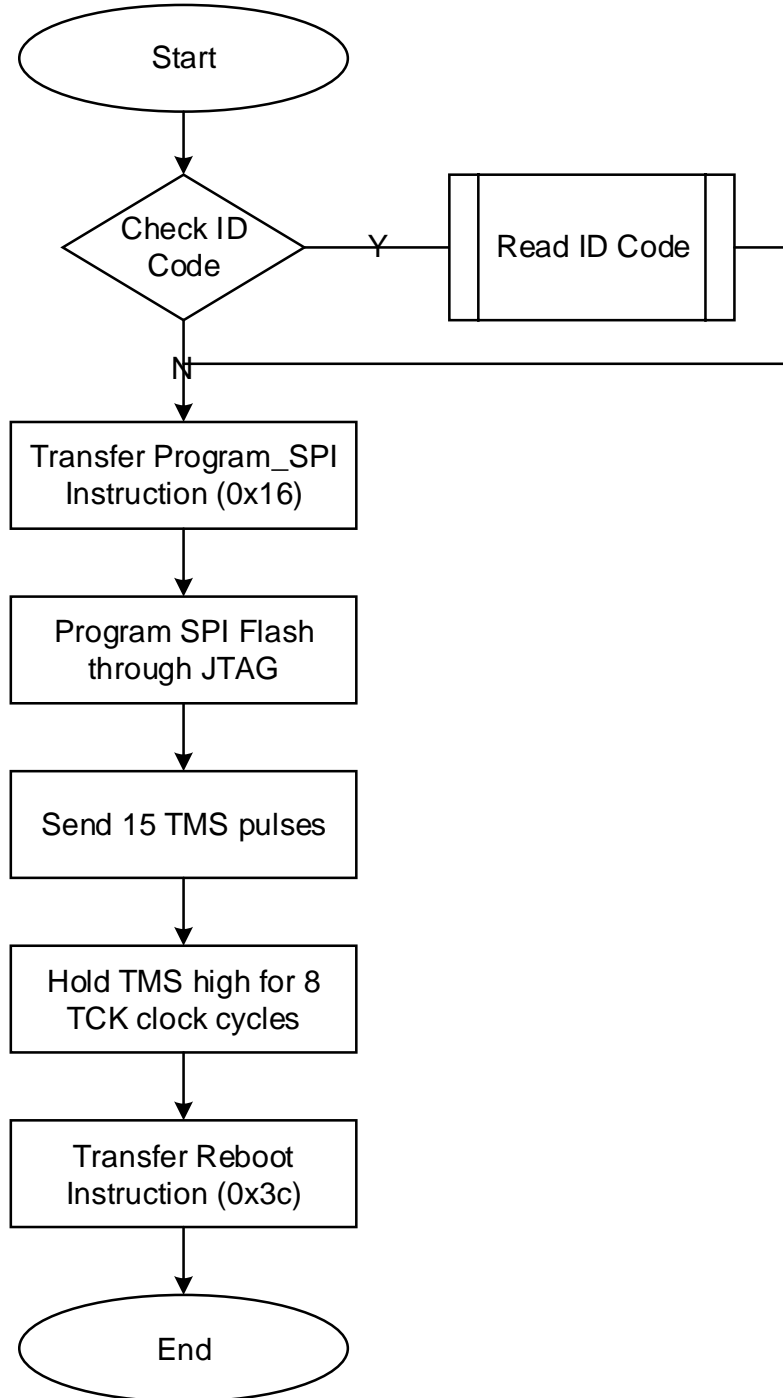 Start
Check ID
Code
Y
Read ID Code
N
Transfer Program_SPI
Instruction (0x16)
Program SPI Flash
through JTAG
Send 15 TMS pulses
Hold TMS high for 8
TCK clock cycles
Transfer Reboot
Instruction (0x3c)
End